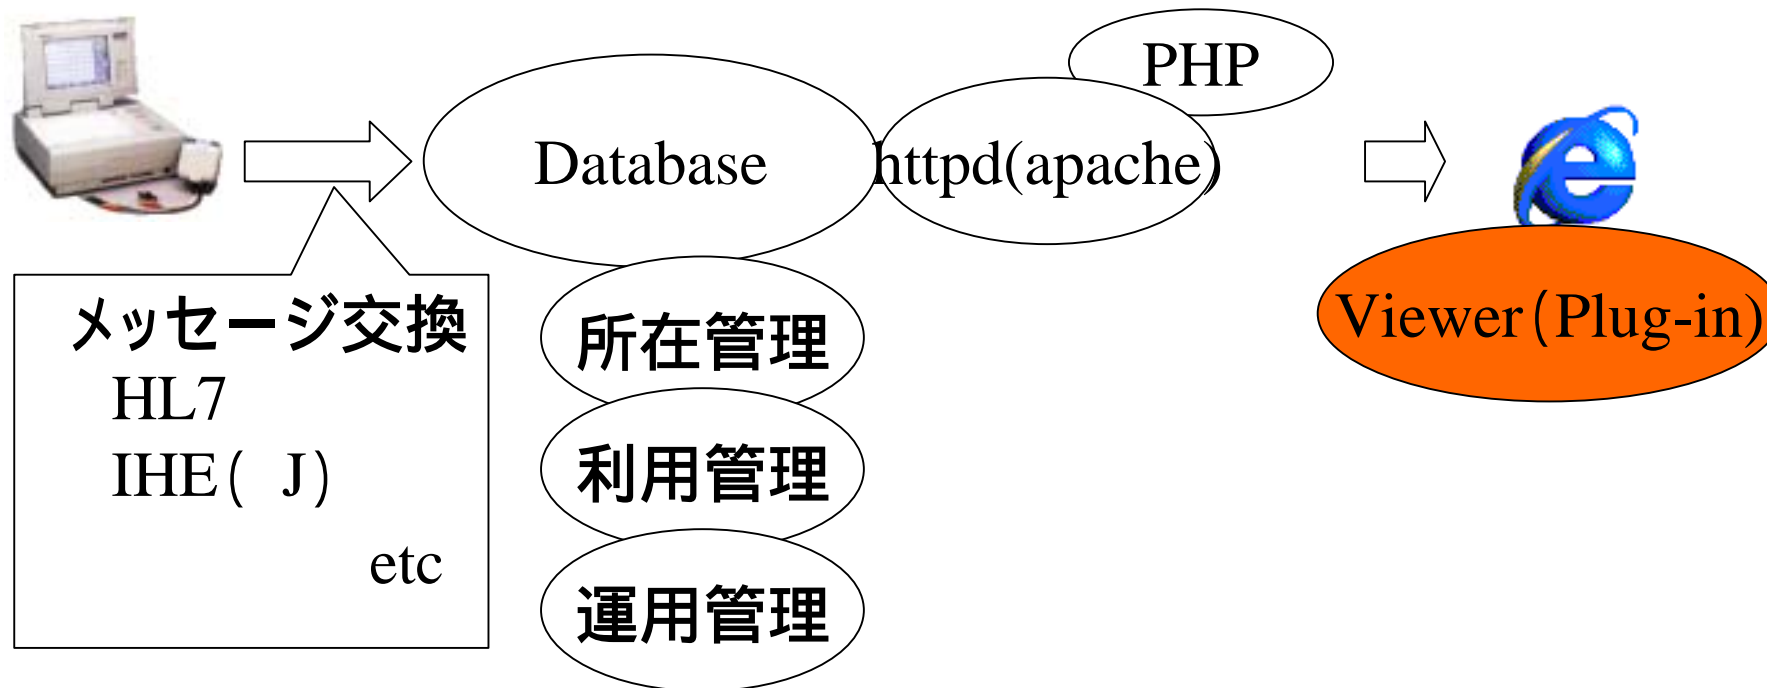 PHP
Database
httpd(apache)
メッセージ交換
HL7
IHE( J)
etc
所在管理
利用管理
運用管理
Viewer(Plug-in)